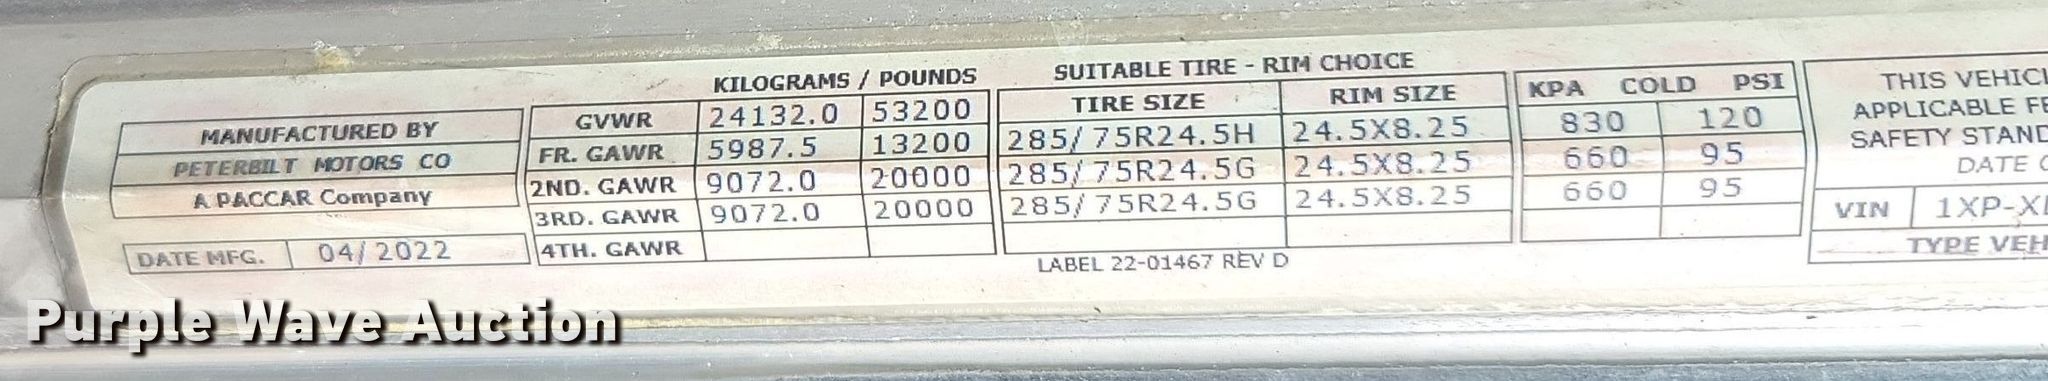 KILOGRAMS / POUNDS
SUITABLE TIRE - RIM CHOICE
MANUFACTURED BY
PETERBILT MOTORS CO
A PACCAR Company
DATE MFG. 04/2022
GVWR 24132.0 53200
FR. GAWR 5987.5 13200
2ND. GAWR 9072.0 20000
3RD. GAWR 9072.0 20000
4TH. GAWR
TIRE SIZE RIM SIZE
285/75R24.5H 24.5X8.25
285/75R24.5G 24.5X8.25
285/75R24.5G 24.5X8.25
LABEL 22-01467 REV D
KPA COLD PSI
830 120
660 95
660 95
THIS
APPLICABLE
SAFETY
DATE
VIN 1XP-
TYPE
Purple Wave Auction